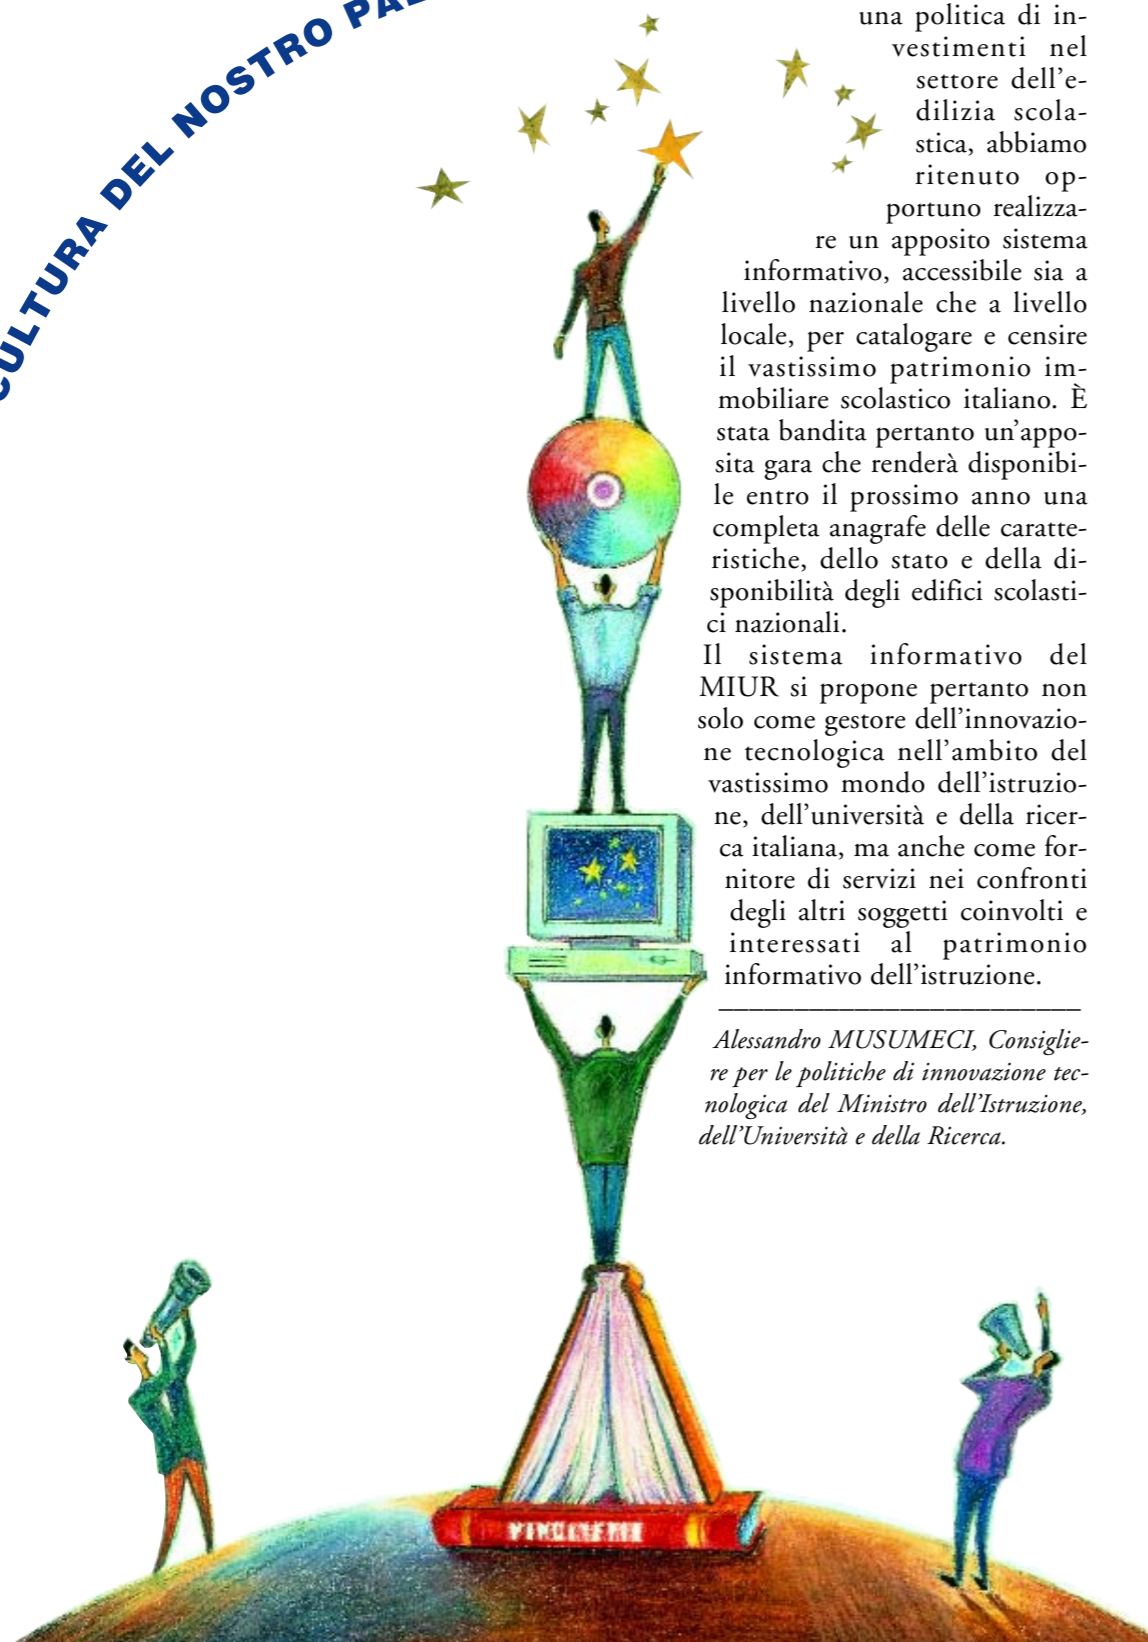 CULTURA DEL NOSTRO
una politica di in-
vestimenti nel
settore dell’e-
dilizia scola-
stica, abbiamo
ritenuto op-
portuno realizza-
re un apposito sistema
informativo, accessibile sia a
livello nazionale che a livello
locale, per catalogare e censire
il vastissimo patrimonio im-
mobiliare scolastico italiano. È
stata bandita pertanto un’appo-
sita gara che renderà disponibi-
le entro il prossimo anno una
completa anagrafe delle caratte-
ristiche, dello stato e della di-
sponibilità degli edifici scolasti-
ci nazionali.
Il sistema informativo del
MIUR si propone pertanto non
solo come gestore dell’innovazio-
ne tecnologica nell’ambito del
vastissimo mondo dell’istruzio-
ne, dell’università e della ricer-
ca italiana, ma anche come for-
nitore di servizi nei confronti
degli altri soggetti coinvolti e
interessati al patrimonio
informativo dell’istruzione.
Alessandro MUSUMECI, Consiglie-
re per le politiche di innovazione tec-
nologica del Ministro dell’Istruzione,
dell’Università e della Ricerca.